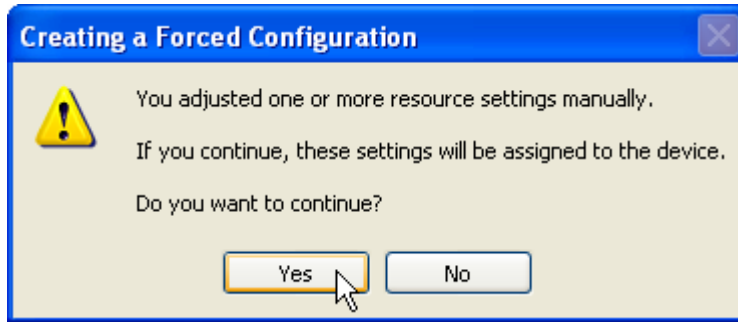 Creating a Forced Configuration
You adjusted one or more resource settings manually.
If you continue, these settings will be assigned to the device.
Do you want to continue?
Yes No